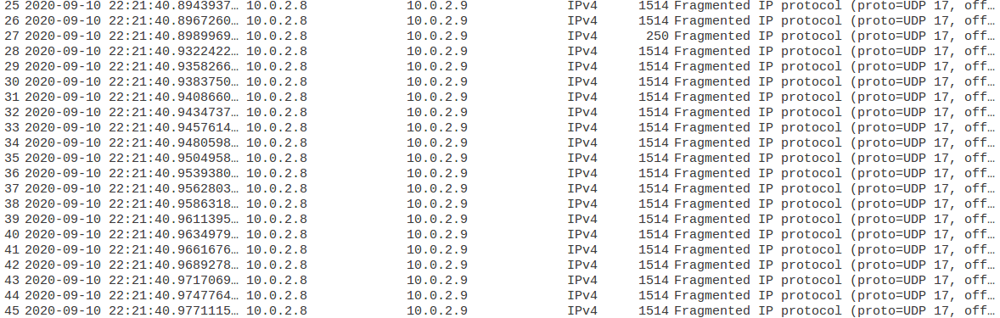 25 2020-09-10 22:21:40.8943937… 10.0.2.8 10.0.2.9 IPv4 1514 Fragmented IP protocol (proto=UDP 17, off…
26 2020-09-10 22:21:40.8967260… 10.0.2.8 10.0.2.9 IPv4 1514 Fragmented IP protocol (proto=UDP 17, off…
27 2020-09-10 22:21:40.8989969… 10.0.2.8 10.0.2.9 IPv4 250 Fragmented IP protocol (proto=UDP 17, off…
28 2020-09-10 22:21:40.9322422… 10.0.2.8 10.0.2.9 IPv4 1514 Fragmented IP protocol (proto=UDP 17, off…
29 2020-09-10 22:21:40.9358266… 10.0.2.8 10.0.2.9 IPv4 1514 Fragmented IP protocol (proto=UDP 17, off…
30 2020-09-10 22:21:40.9383750… 10.0.2.8 10.0.2.9 IPv4 1514 Fragmented IP protocol (proto=UDP 17, off…
31 2020-09-10 22:21:40.9408660… 10.0.2.8 10.0.2.9 IPv4 1514 Fragmented IP protocol (proto=UDP 17, off…
32 2020-09-10 22:21:40.9434737… 10.0.2.8 10.0.2.9 IPv4 1514 Fragmented IP protocol (proto=UDP 17, off…
33 2020-09-10 22:21:40.9457614… 10.0.2.8 10.0.2.9 IPv4 1514 Fragmented IP protocol (proto=UDP 17, off…
34 2020-09-10 22:21:40.9480598… 10.0.2.8 10.0.2.9 IPv4 1514 Fragmented IP protocol (proto=UDP 17, off…
35 2020-09-10 22:21:40.9504958… 10.0.2.8 10.0.2.9 IPv4 1514 Fragmented IP protocol (proto=UDP 17, off…
36 2020-09-10 22:21:40.9539380… 10.0.2.8 10.0.2.9 IPv4 1514 Fragmented IP protocol (proto=UDP 17, off…
37 2020-09-10 22:21:40.9562803… 10.0.2.8 10.0.2.9 IPv4 1514 Fragmented IP protocol (proto=UDP 17, off…
38 2020-09-10 22:21:40.9586318… 10.0.2.8 10.0.2.9 IPv4 1514 Fragmented IP protocol (proto=UDP 17, off…
39 2020-09-10 22:21:40.9611395… 10.0.2.8 10.0.2.9 IPv4 1514 Fragmented IP protocol (proto=UDP 17, off…
40 2020-09-10 22:21:40.9634979… 10.0.2.8 10.0.2.9 IPv4 1514 Fragmented IP protocol (proto=UDP 17, off…
41 2020-09-10 22:21:40.9661676… 10.0.2.8 10.0.2.9 IPv4 1514 Fragmented IP protocol (proto=UDP 17, off…
42 2020-09-10 22:21:40.9689278… 10.0.2.8 10.0.2.9 IPv4 1514 Fragmented IP protocol (proto=UDP 17, off…
43 2020-09-10 22:21:40.9717069… 10.0.2.8 10.0.2.9 IPv4 1514 Fragmented IP protocol (proto=UDP 17, off…
44 2020-09-10 22:21:40.9747764… 10.0.2.8 10.0.2.9 IPv4 1514 Fragmented IP protocol (proto=UDP 17, off…
45 2020-09-10 22:21:40.9771115… 10.0.2.8 10.0.2.9 IPv4 1514 Fragmented IP protocol (proto=UDP 17, off…